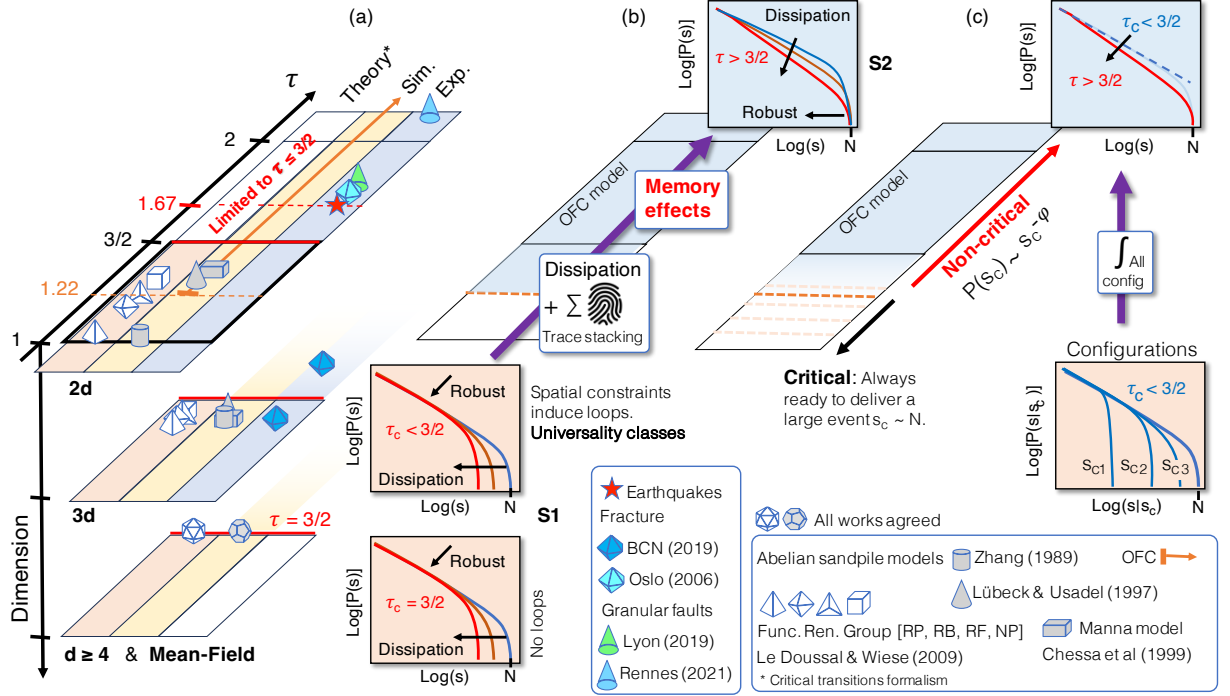 (a)
τ
Theory*
Sim.
Exp.
2
1.67
3/2
1.22
1
Limited to τ ≤ 3/2
2d
3d
τ = 3/2
Dimension
d ≥ 4 & Mean-Field
(b)
Log[P(s)]
Dissipation
τ > 3/2
Robust
Log(s)
N
S2
OFC model
Memory
effects
Dissipation
+ ∑
Trace stacking
Log[P(s)]
Robust
τc < 3/2
Dissipation
Log(s)
N
S1
Spatial constraints
induce loops.
Universality classes
Log[P(s)]
Robust
τc = 3/2
Dissipation
Log(s)
N
No loops
(c)
Log[P(s)]
τc < 3/2
τ > 3/2
Log(s)
N
OFC model
Non-critical
P(sC) ~ sC-φ
∫All
config
Critical: Always
ready to deliver a
large event sc ~ N.
Configurations
Log[P(s|sc)]
τc < 3/2
sC1
sC2
sC3
Log(s|sc)
N
Earthquakes
Fracture
BCN (2019)
Oslo (2006)
Granular faults
Lyon (2019)
Rennes (2021)
All works agreed
Abelian sandpile models
Zhang (1989)
OFC
Lübeck & Usadel
(1997)
Func. Ren. Group [RP, RB, RF, NP]
Le Doussal & Wiese (2009)
Manna model
Chessa et al (1999)
* Critical transitions formalism